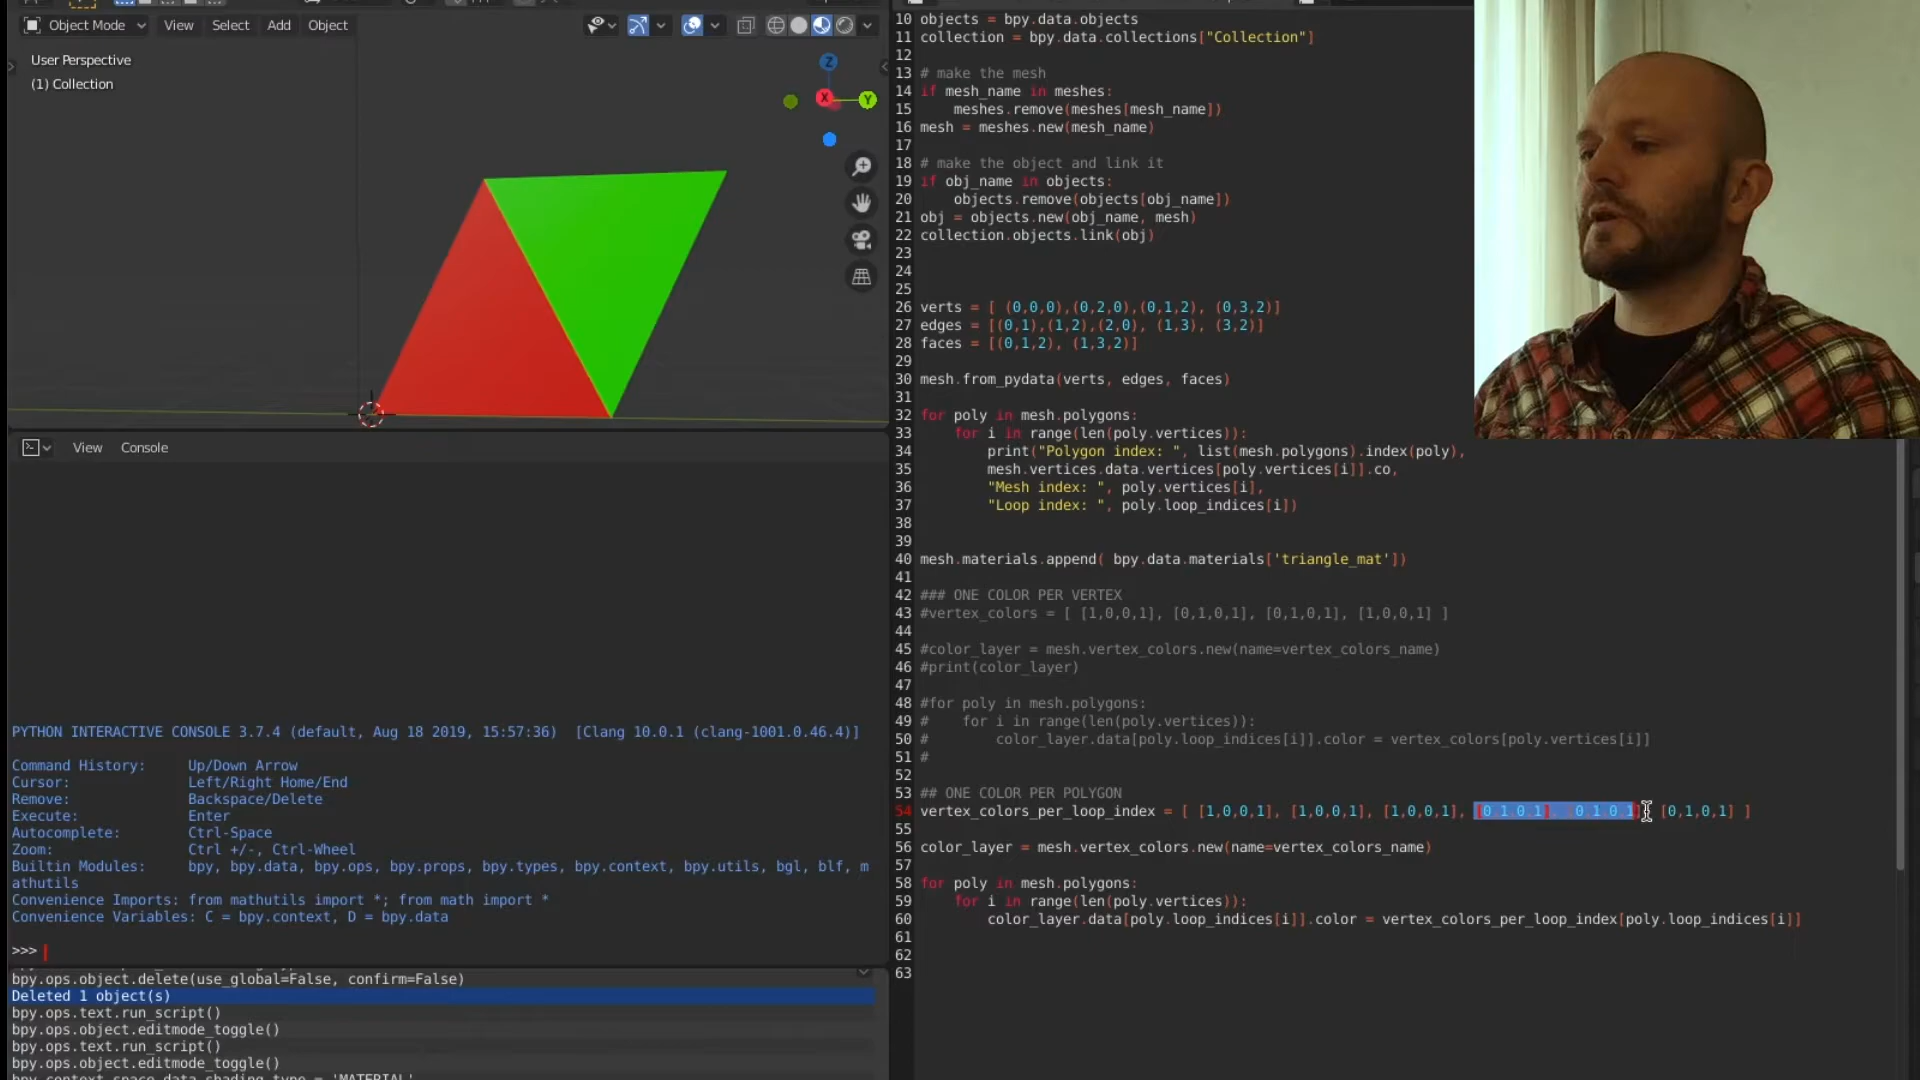 Object Mode View Select Add Object
User Perspective
(1) Collection
Z
X
Y
View Console
PYTHON INTERACTIVE CONSOLE 3.7.4 (default, Aug 18 2019, 15:57:36)  [Clang 10.0.1 (clang-1001.0.46.4)]
Command History:     Up/Down Arrow
Cursor:              Left/Right Home/End
Remove:              Backspace/Delete
Execute:             Enter
Autocomplete:        Ctrl-Space
Zoom:                Ctrl +/-, Ctrl-Wheel
Builtin Modules:     bpy, bpy.data, bpy.ops, bpy.props, bpy.types, bpy.context, bpy.utils, bgl, blf, m
athutils
Convenience Imports: from mathutils import *; from math import *
Convenience Variables: C = bpy.context, D = bpy.data
>>>
bpy.ops.object.delete(use_global=False, confirm=False)
Deleted 1 object(s)
bpy.ops.text.run_script()
bpy.ops.object.editmode_toggle()
bpy.ops.text.run_script()
bpy.ops.object.editmode_toggle()
bpy.context.space_data.shading.type = 'MATERIAL'
10 objects = bpy.data.objects
11 collection = bpy.data.collections["Collection"]
12
13 # make the mesh
14 if mesh_name in meshes:
15     meshes.remove(meshes[mesh_name])
16 mesh = meshes.new(mesh_name)
17
18 # make the object and link it
19 if obj_name in objects:
20     objects.remove(objects[obj_name])
21 obj = objects.new(obj_name, mesh)
22 collection.objects.link(obj)
23
24
25
26 verts = [ (0,0,0),(0,2,0),(0,1,2), (0,3,2)]
27 edges = [(0,1),(1,2),(2,0), (1,3), (3,2)]
28 faces = [(0,1,2), (1,3,2)]
29
30 mesh.from_pydata(verts, edges, faces)
31
32 for poly in mesh.polygons:
33     for i in range(len(poly.vertices)):
34         print("Polygon index: ", list(mesh.polygons).index(poly),
35         mesh.vertices.data.vertices[poly.vertices[i]].co,
36         "Mesh index: ", poly.vertices[i],
37         "Loop index: ", poly.loop_indices[i])
38
39
40 mesh.materials.append( bpy.data.materials['triangle_mat'])
41
42 ### ONE COLOR PER VERTEX
43 #vertex_colors = [ [1,0,0,1], [0,1,0,1], [0,1,0,1], [1,0,0,1] ]
44
45 #color_layer = mesh.vertex_colors.new(name=vertex_colors_name)
46 #print(color_layer)
47
48 #for poly in mesh.polygons:
49 #    for i in range(len(poly.vertices)):
50 #        color_layer.data[poly.loop_indices[i]].color = vertex_colors[poly.vertices[i]]
51 #
52
53 ## ONE COLOR PER POLYGON
54 vertex_colors_per_loop_index = [ [1,0,0,1], [1,0,0,1], [1,0,0,1], [0,1,0,1], [0,1,0,1], [0,1,0,1] ]
55
56 color_layer = mesh.vertex_colors.new(name=vertex_colors_name)
57
58 for poly in mesh.polygons:
59     for i in range(len(poly.vertices)):
60         color_layer.data[poly.loop_indices[i]].color = vertex_colors_per_loop_index[poly.loop_indices[i]]
61
62
63